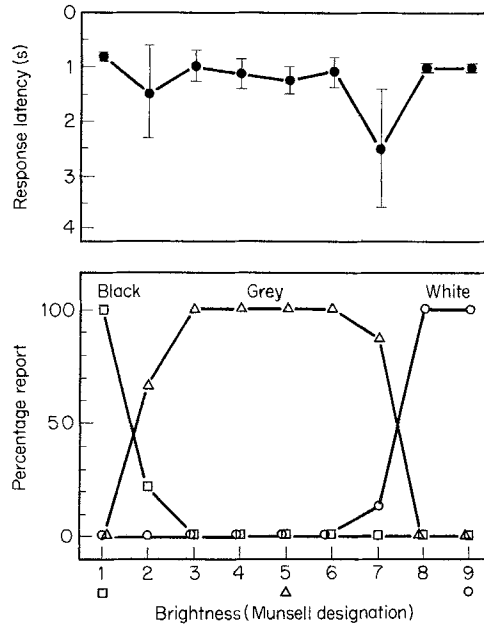 Response latency (s)
0
1
2
3
4
Percentage report
100
50
0
Black Grey White
1 2 3 4 5 6 7 8 9
Brightness (Munsell designation)